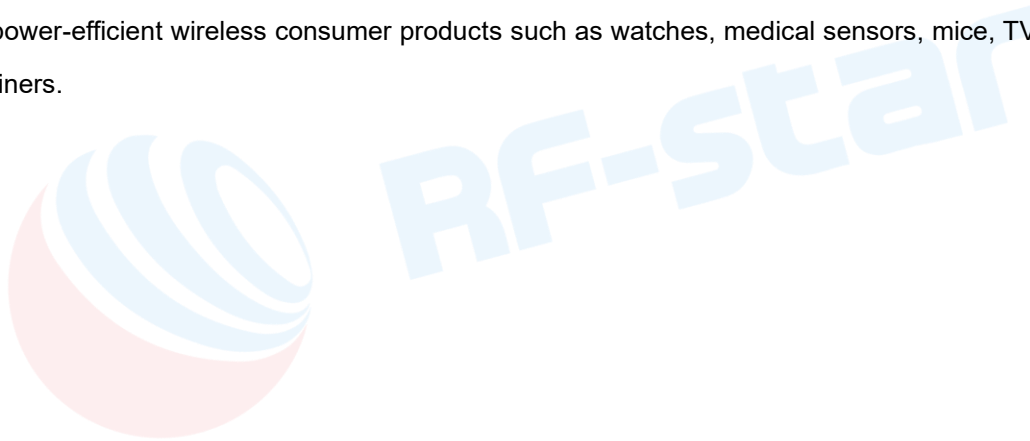 power-efficient wireless consumer products such as watches, medical sensors, mice, TV
iners.
RF-star